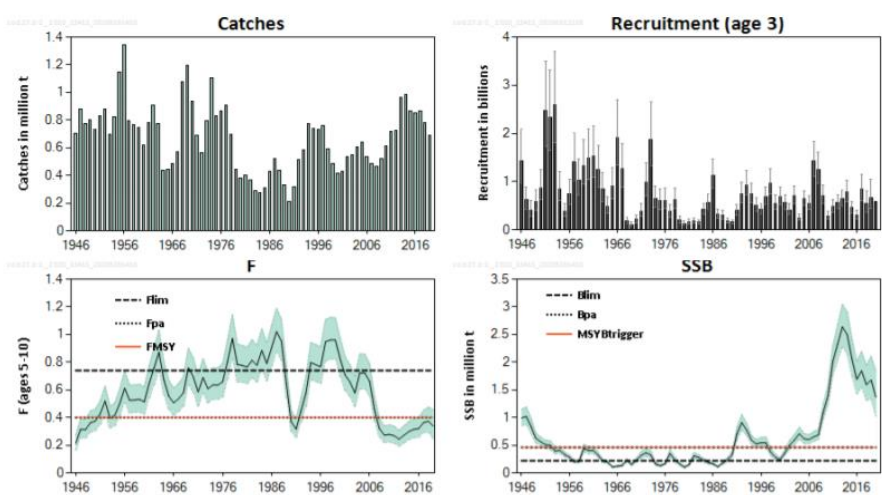 Catches
Catches in million t
1.4
1.2
1
0.8
0.6
0.4
0.2
0
1946 1956 1966 1976 1986 1996 2006 2016
Recruitment (age 3)
Recruitment in billions
4
3
2
1
0
1946 1956 1966 1976 1986 1996 2006 2016
F
F (ages 5-10)
1.4
1.2
1
0.8
0.6
0.4
0.2
0
Flim
Fpa
FMSY
1946 1956 1966 1976 1986 1996 2006 2016
SSB
SSB in million t
3.5
3
2.5
2
1.5
1
0.5
0
Blim
Bpa
MSYBtrigger
1946 1956 1966 1976 1986 1996 2006 2016